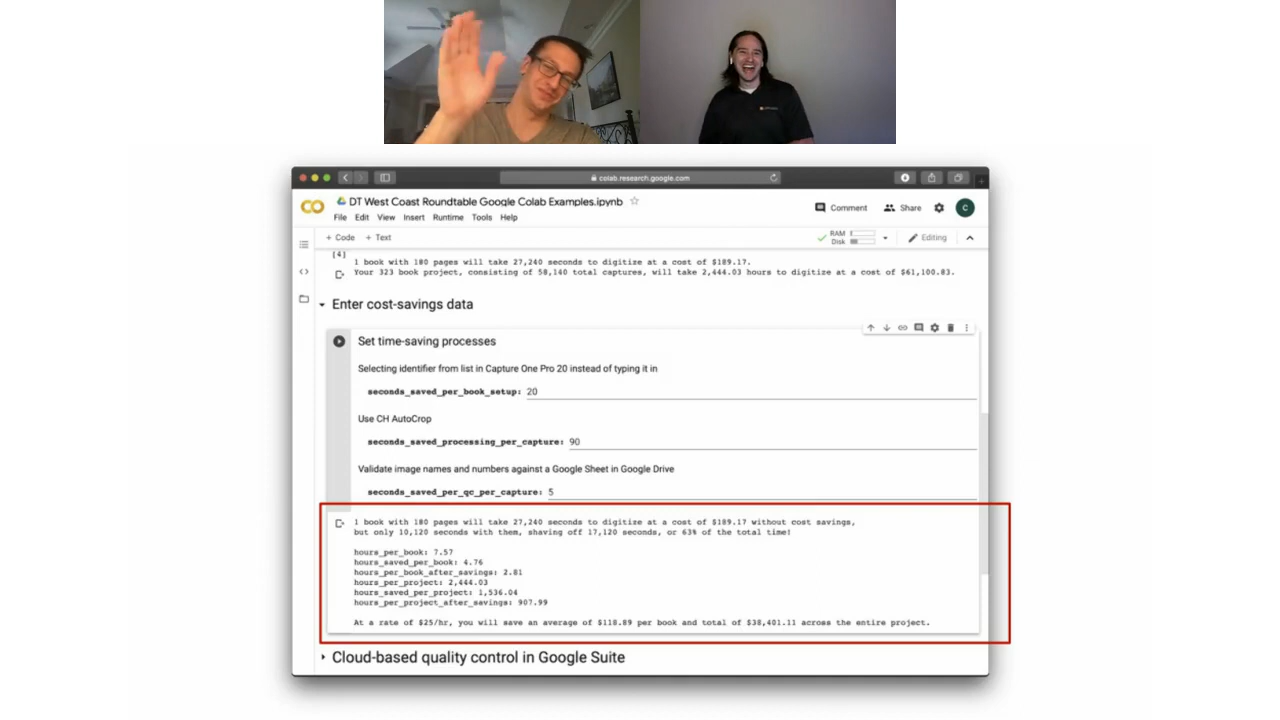 colab.research.google.com
DT West Coast Roundtable Google Colab Examples.ipynb
File Edit View Insert Runtime Tools Help
Comment Share C
+ Code + Text
RAM
Disk
Editing
[4]
1 book with 180 pages will take 27,240 seconds to digitize at a cost of $189.17.
Your 323 book project, consisting of 58,140 total captures, will take 2,444.03 hours to digitize at a cost of $61,100.83.
Enter cost-savings data
Set time-saving processes
Selecting identifier from list in Capture One Pro 20 instead of typing it in
seconds_saved_per_book_setup: 20
Use CH AutoCrop
seconds_saved_processing_per_capture: 90
Validate image names and numbers against a Google Sheet in Google Drive
seconds_saved_per_qc_per_capture: 5
1 book with 180 pages will take 27,240 seconds to digitize at a cost of $189.17 without cost savings,
but only 10,120 seconds with them, shaving off 17,120 seconds, or 63% of the total time!
hours_per_book: 7.57
hours_saved_per_book: 4.76
hours_per_book_after_savings: 2.81
hours_per_project: 2,444.03
hours_saved_per_project: 1,536.04
hours_per_project_after_savings: 907.99
At a rate of $25/hr, you will save an average of $118.89 per book and total of $38,401.11 across the entire project.
Cloud-based quality control in Google Suite